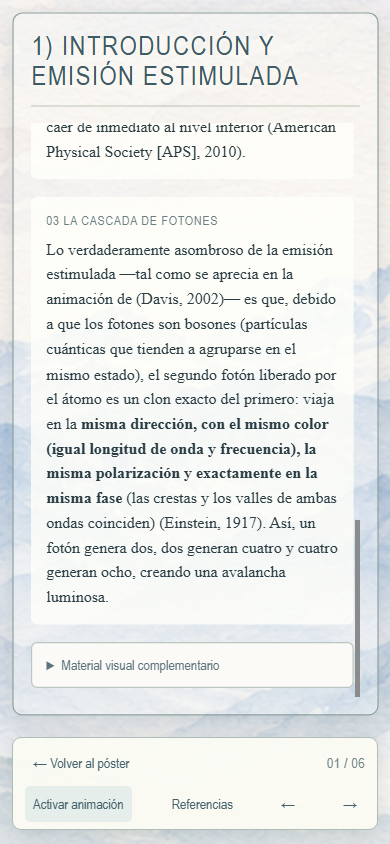 1) INTRODUCCIÓN Y
EMISIÓN ESTIMULADA
caer de inmediato al nivel inferior (American
Physical Society [APS], 2010).
03 LA CASCADA DE FOTONES
Lo verdaderamente asombroso de la emisión
estimulada —tal como se aprecia en la
animación de (Davis, 2002)— es que, debido
a que los fotones son bosones (partículas
cuánticas que tienden a agruparse en el
mismo estado), el segundo fotón liberado por
el átomo es un clon exacto del primero: viaja
en la misma dirección, con el mismo color
(igual longitud de onda y frecuencia), la
misma polarización y exactamente en la
misma fase (las crestas y los valles de ambas
ondas coinciden) (Einstein, 1917). Así, un
fotón genera dos, dos generan cuatro y cuatro
generan ocho, creando una avalancha
luminosa.
▶ Material visual complementario
← Volver al póster 01 / 06
Activar animación Referencias ← →